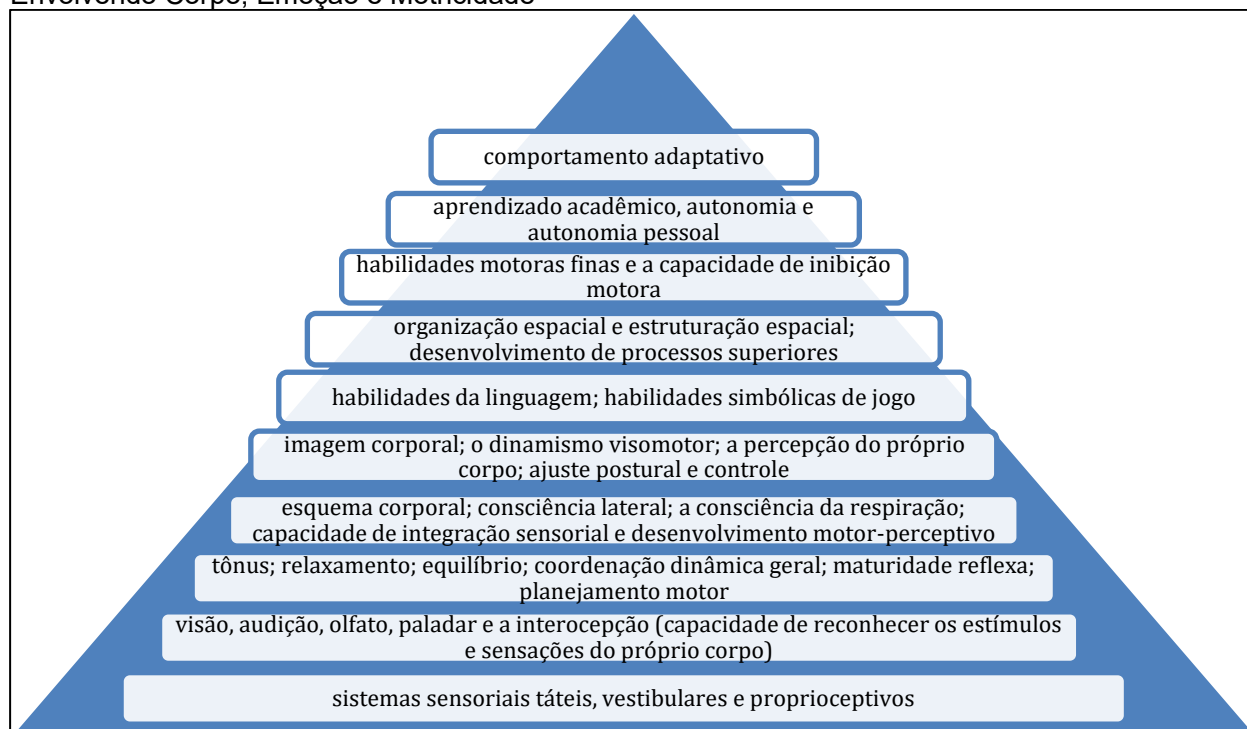 Envolvendo Corpo, Emoção e Motricidade
comportamento adaptativo
aprendizado acadêmico, autonomia e
autonomia pessoal
habilidades motoras finas e a capacidade de inibição
motora
organização espacial e estruturação espacial;
desenvolvimento de processos superiores
habilidades da linguagem; habilidades simbólicas de jogo
imagem corporal; o dinamismo visomotor; a percepção do próprio
corpo; ajuste postural e controle
esquema corporal; consciência lateral; a consciência da respiração;
capacidade de integração sensorial e desenvolvimento motor-perceptivo
tônus; relaxamento; equilíbrio; coordenação dinâmica geral; maturidade reflexa;
planejamento motor
visão, audição, olfato, paladar e a interocepção (capacidade de reconhecer os estímulos
e sensações do próprio corpo)
sistemas sensoriais táteis, vestibulares e proprioceptivos